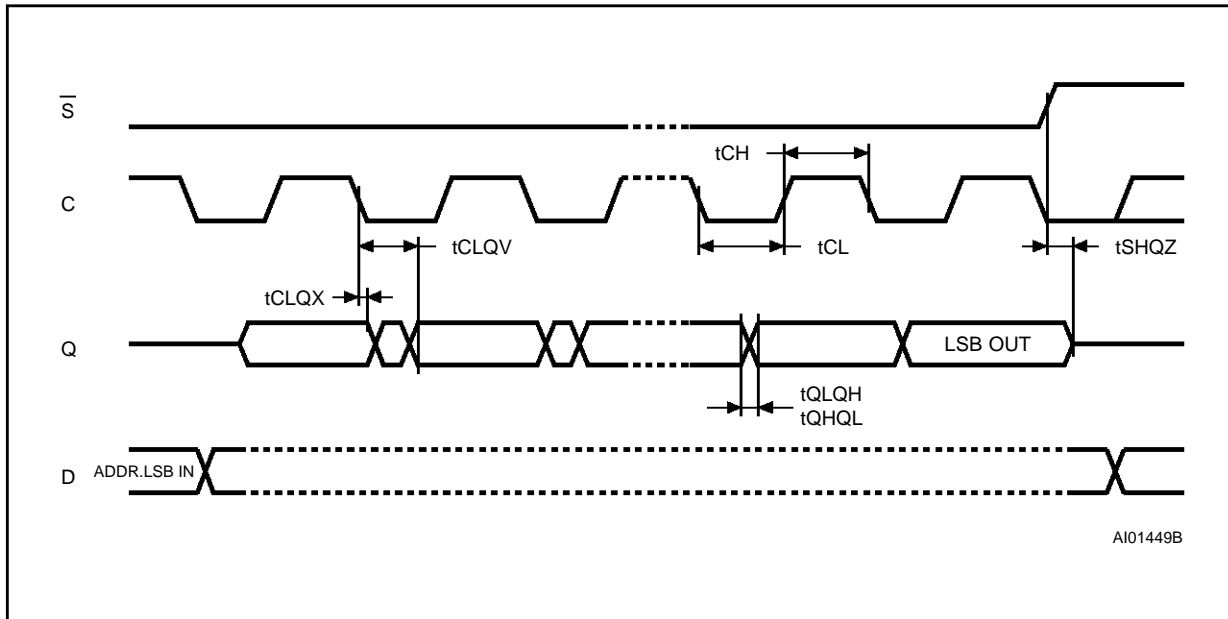 S̅
tCH
C
tCLQV
tCL
tSHQZ
tCLQX
Q
LSB OUT
tQLQH
tQHQL
D
ADDR.LSB IN
AI01449B